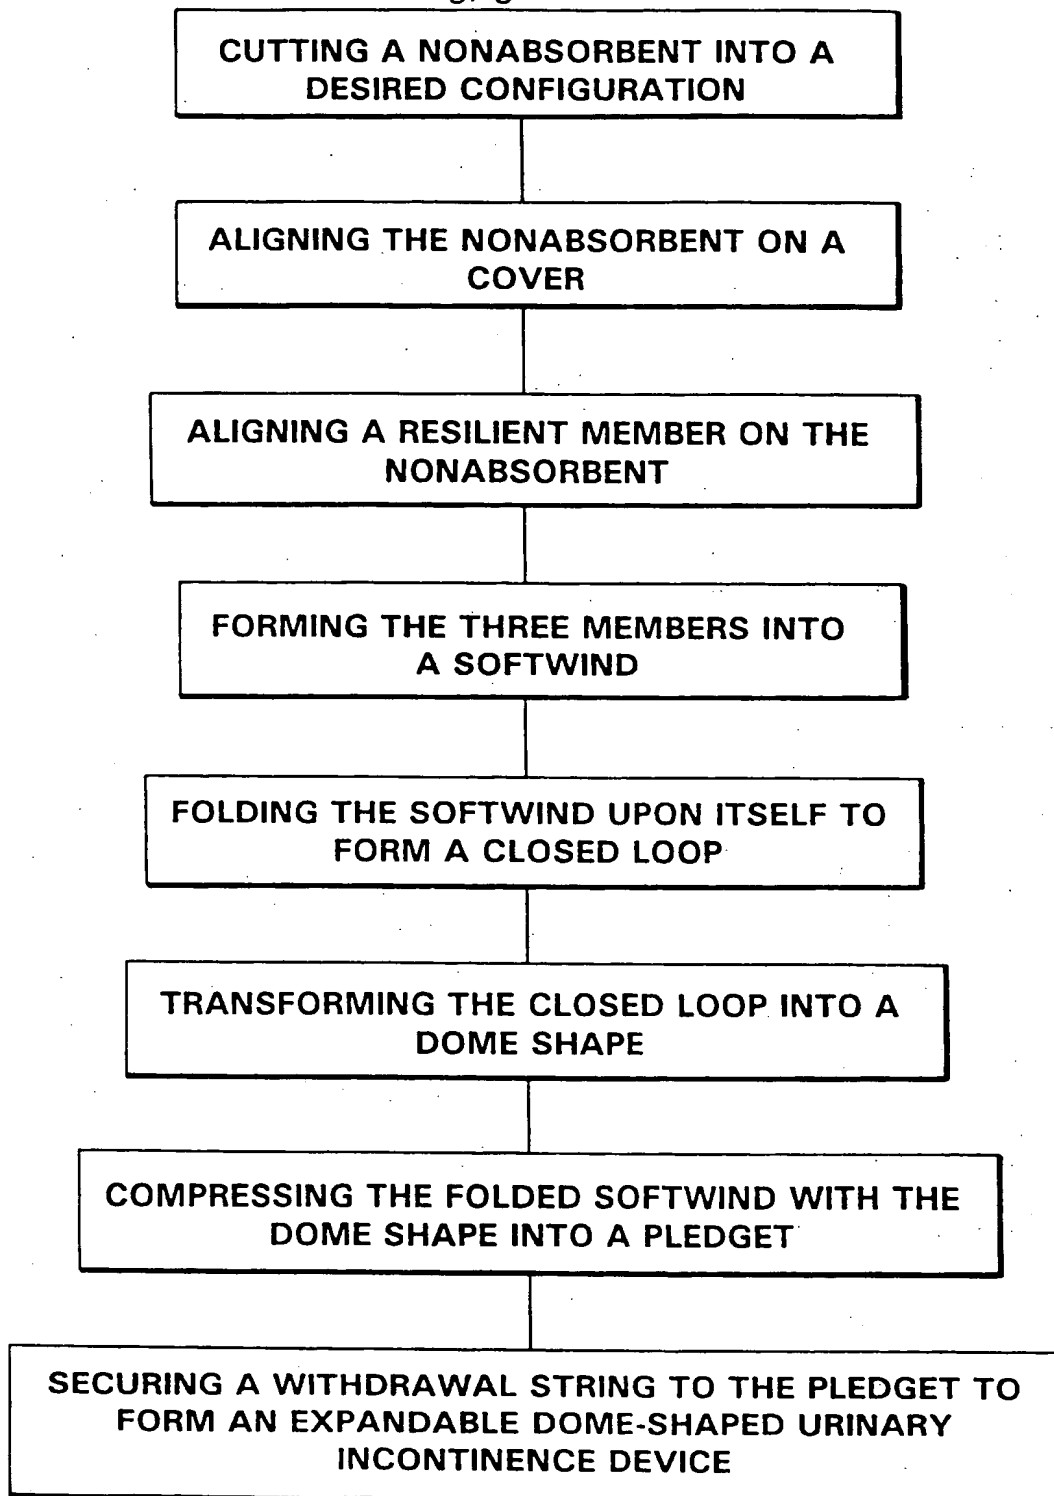 CUTTING A NONABSORBENT INTO A
DESIRED CONFIGURATION
ALIGNING THE NONABSORBENT ON A
COVER
ALIGNING A RESILIENT MEMBER ON THE
NONABSORBENT
FORMING THE THREE MEMBERS INTO
A SOFTWIND
FOLDING THE SOFTWIND UPON ITSELF TO
FORM A CLOSED LOOP
TRANSFORMING THE CLOSED LOOP INTO A
DOME SHAPE
COMPRESSING THE FOLDED SOFTWIND WITH THE
DOME SHAPE INTO A PLEDGET
SECURING A WITHDRAWAL STRING TO THE PLEDGET TO
FORM AN EXPANDABLE DOME-SHAPED URINARY
INCONTINENCE DEVICE